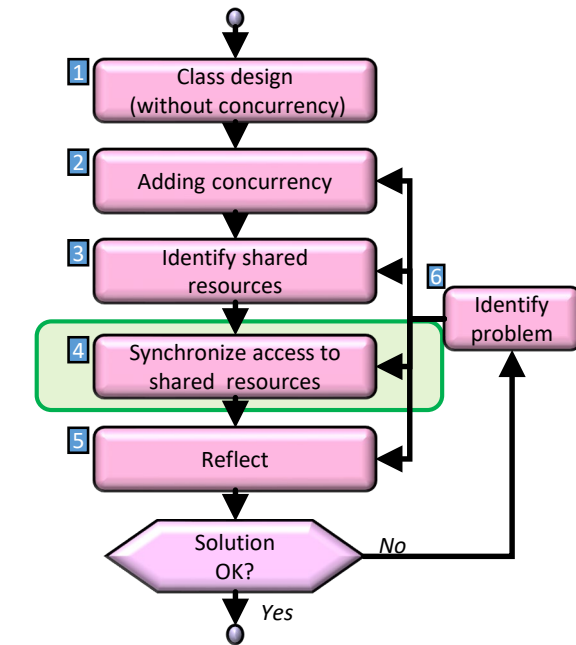 1
Class design
(without concurrency)
2
Adding concurrency
3
Identify shared
resources
6
Identify
problem
4
Synchronize access to
shared resources
5
Reflect
Solution
OK?
No
Yes